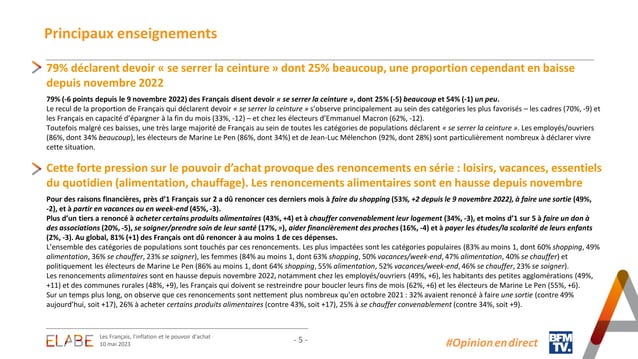 Principaux enseignements
79% déclarent devoir « se serrer la ceinture » dont 25% beaucoup, une proportion cependant en baisse
depuis novembre 2022
79% (-6 points depuis le 9 novembre 2022) des Français disent devoir « se serrer la ceinture », dont 25% (-5) beaucoup et 54% (-1) un peu.
Le recul de la proportion de Français qui déclarent devoir « se serrer la ceinture » s'observe principalement au sein des catégories les plus favorisés – les cadres (70%, -9) et
les Français en capacité d'épargner à la fin du mois (33%, -12) – et chez les électeurs d'Emmanuel Macron (62%, -12).
Toutefois malgré ces baisses, une très large majorité de Français au sein de toutes les catégories de populations déclarent « se serrer la ceinture ». Les employés/ouvriers
(86%, dont 34% beaucoup), les électeurs de Marine Le Pen (86%, dont 34%) et de Jean-Luc Mélenchon (92%, dont 28%) sont particulièrement nombreux à déclarer vivre
cette situation.
Cette forte pression sur le pouvoir d'achat provoque des renoncements en série : loisirs, vacances, essentiels
du quotidien (alimentation, chauffage). Les renoncements alimentaires sont en hausse depuis novembre
Pour des raisons financières, près d'1 Français sur 2 a dû renoncer ces derniers mois à faire du shopping (53%, +2 depuis le 9 novembre 2022), à faire une sortie (49%,
-2), et à partir en vacances ou en week-end (45%, -3).
Plus d'un tiers a renoncé à acheter certains produits alimentaires (43%, +4) et à chauffer convenablement leur logement (34%, -3), et moins d'1 sur 5 à faire un don à
des associations (20%, -5), se soigner/prendre soin de leur santé (17%, =), aider financièrement des proches (16%, -4) et à payer les études/la scolarité de leurs enfants
(2%, -3). Au global, 81% (+1) des Français ont dû renoncer à au moins 1 de ces dépenses.
L'ensemble des catégories de populations sont touchés par ces renoncements. Les plus impactées sont les catégories populaires (83% au moins 1, dont 60% shopping, 49%
alimentation, 36% se chauffer, 23% se soigner), les femmes (84% au moins 1, dont 63% shopping, 50% vacances/week-end, 47% alimentation, 40% se chauffer) et
politiquement les électeurs de Marine Le Pen (86% au moins 1, dont 64% shopping, 55% alimentation, 52% vacances/week-end, 46% se chauffer, 23% se soigner).
Les renoncements alimentaires sont en hausse depuis novembre 2022, notamment chez les employés/ouvriers (49%, +6), les habitants des petites agglomérations (49%,
+11) et des communes rurales (48%, +9), les Français qui doivent se restreindre pour boucler leurs fins de mois (62%, +6) et les électeurs de Marine Le Pen (55%, +6).
Sur un temps plus long, on observe que ces renoncements sont nettement plus nombreux qu'en octobre 2021 : 32% avaient renoncé à faire une sortie (contre 49%
aujourd'hui, soit +17), 26% à acheter certains produits alimentaires (contre 43%, soit +17), 25% à se chauffer convenablement (contre 34%, soit +9).
ELABE
Les Français, l'inflation et le pouvoir d'achat
10 mai 2023
- 5 -
#Opinion en direct
BFM
TV.